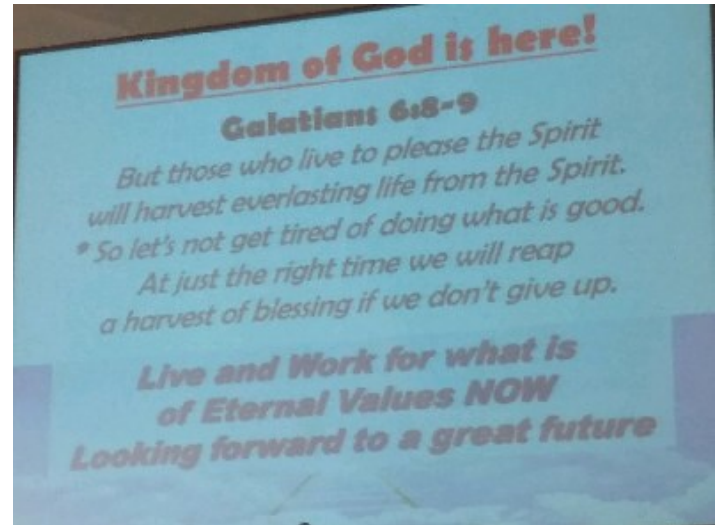 Kingdom of God is here!
Galatians 6:8-9
But those who live to please the Spirit
will harvest everlasting life from the Spirit.
* So let's not get tired of doing what is good.
At just the right time we will reap
a harvest of blessing if we don't give up.
Live and Work for what is
of Eternal Values NOW
Looking forward to a great future